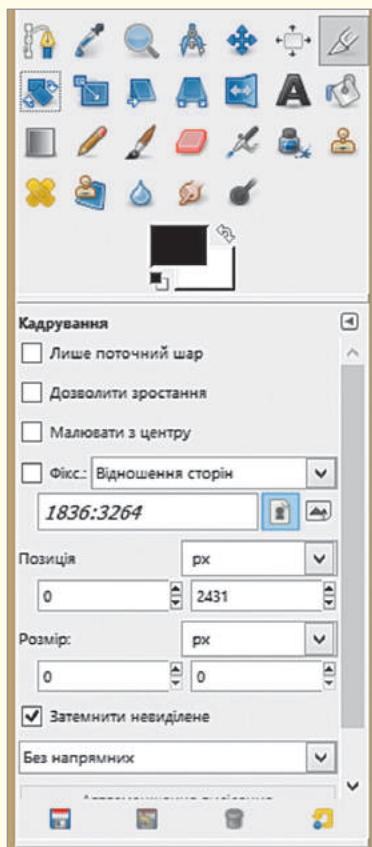 Кадрування
Лише поточний шар
Дозволити зростання
Малювати з центру
Фікс.: Відношення сторін
1836:3264
Позиція px
0 2431
Розмір: px
0 0
Затемнити невиділене
Без напрямних